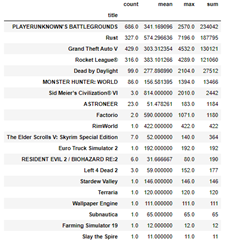 count mean max sum
title
PLAYERUNKNOWN'S BATTLEGROUNDS 686.0 341.169096 2570.0 234042
Rust 327.0 574.296636 7196.0 187795
Grand Theft Auto V 429.0 303.312354 4532.0 130121
Rocket League® 316.0 383.101266 4289.0 121060
Dead by Daylight 99.0 277.898990 2104.0 27512
MONSTER HUNTER: WORLD 86.0 156.581395 1394.0 13466
Sid Meier's Civilization® VI 3.0 814.000000 2010.0 2442
ASTRONEER 23.0 51.478261 183.0 1184
Factorio 2.0 590.000000 1071.0 1180
RimWorld 1.0 422.000000 422.0 422
The Elder Scrolls V: Skyrim Special Edition 7.0 52.000000 140.0 364
Euro Truck Simulator 2 1.0 192.000000 192.0 192
RESIDENT EVIL 2 / BIOHAZARD RE:2 6.0 31.666667 80.0 190
Left 4 Dead 2 3.0 59.000000 152.0 177
Stardew Valley 1.0 146.000000 146.0 146
Terraria 1.0 120.000000 120.0 120
Wallpaper Engine 1.0 111.000000 111.0 111
Subnautica 1.0 65.000000 65.0 65
Farming Simulator 19 1.0 12.000000 12.0 12
Slay the Spire 1.0 11.000000 11.0 11